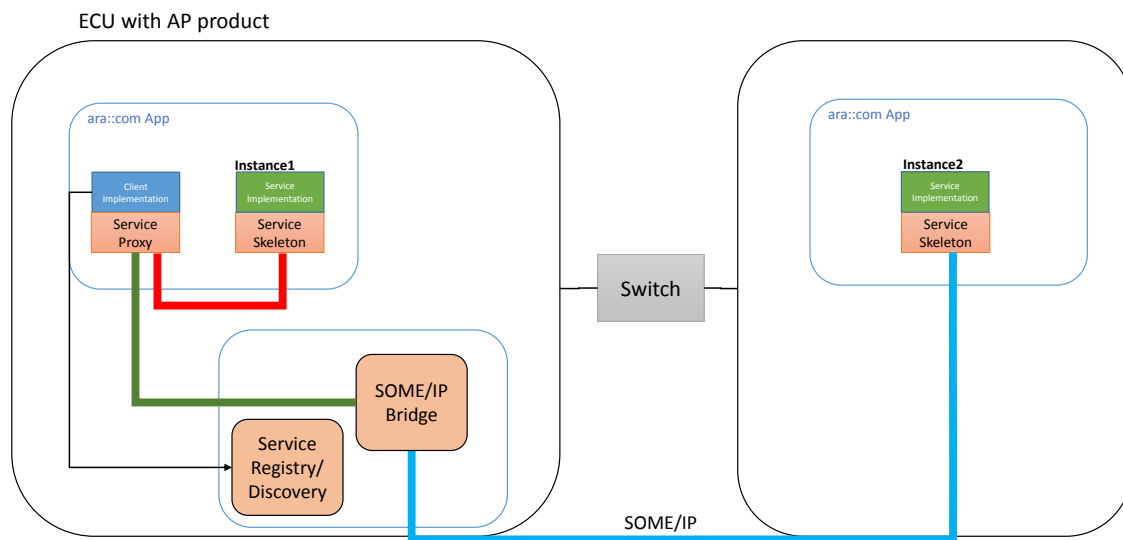 ECU with AP product
ara::com App
Client
Implementation
Service
Proxy
Instance1
Service
Implementation
Service
Skeleton
SOME/IP
Bridge
Service
Registry/
Discovery
Switch
ara::com App
Instance2
Service
Implementation
Service
Skeleton
SOME/IP